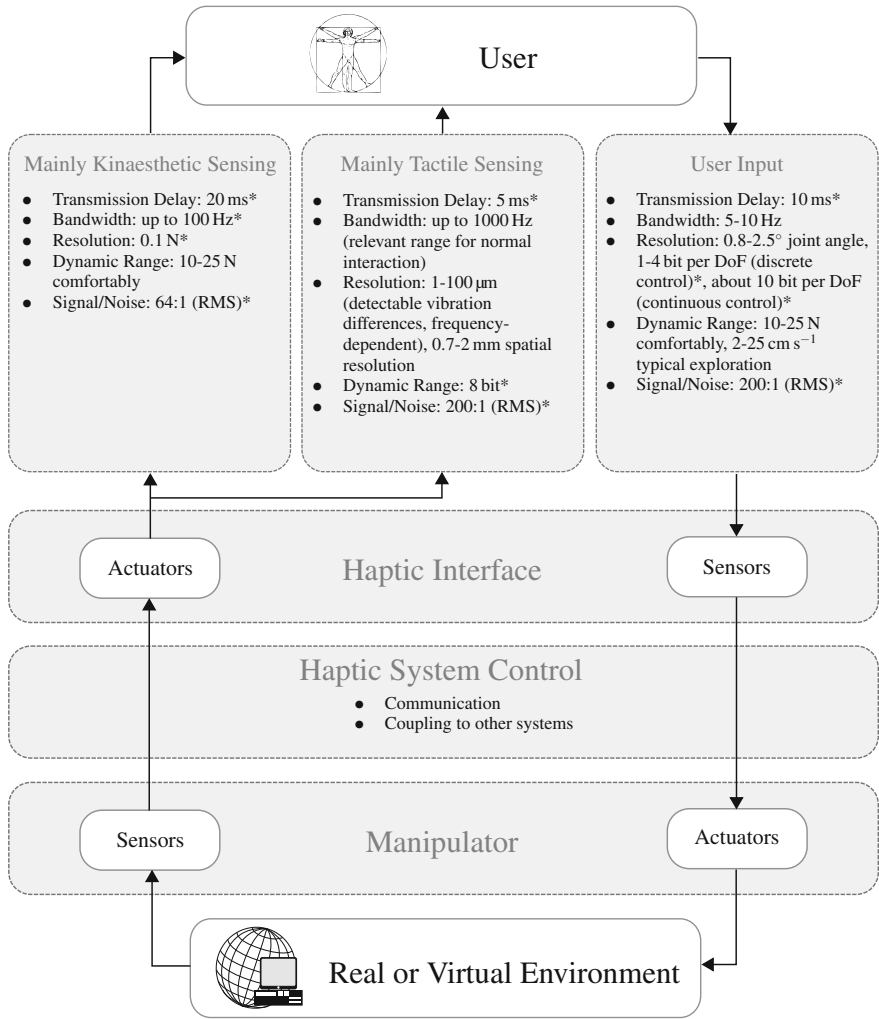 User
Mainly Kinaesthetic Sensing
● Transmission Delay: 20 ms*
● Bandwidth: up to 100 Hz*
● Resolution: 0.1 N*
● Dynamic Range: 10-25 N
comfortably
● Signal/Noise: 64:1 (RMS)*
Mainly Tactile Sensing
● Transmission Delay: 5 ms*
● Bandwidth: up to 1000 Hz
(relevant range for normal
interaction)
● Resolution: 1-100 µm
(detectable vibration
differences, frequency-
dependent), 0.7-2 mm spatial
resolution
● Dynamic Range: 8 bit*
● Signal/Noise: 200:1 (RMS)*
User Input
● Transmission Delay: 10 ms*
● Bandwidth: 5-10 Hz
● Resolution: 0.8-2.5° joint angle,
1-4 bit per DoF (discrete
control)*, about 10 bit per DoF
(continuous control)*
● Dynamic Range: 10-25 N
comfortably, 2-25 cm s⁻¹
typical exploration
● Signal/Noise: 200:1 (RMS)*
Actuators
Haptic Interface
Sensors
Haptic System Control
● Communication
● Coupling to other systems
Sensors
Manipulator
Actuators
Real or Virtual Environment